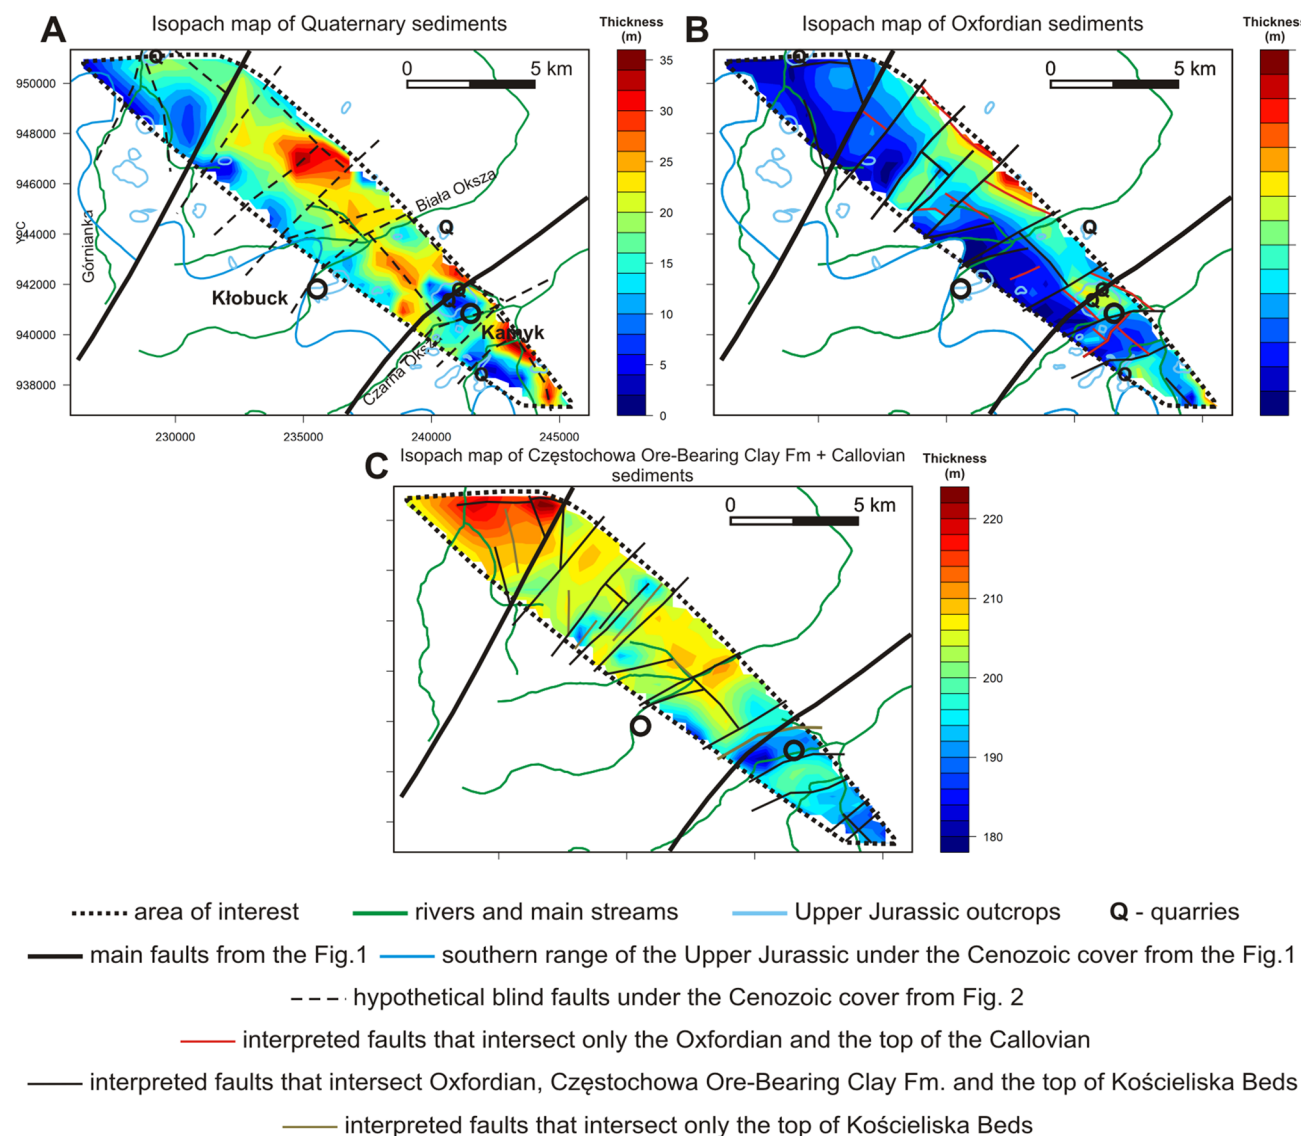 A
Isopach map of Quaternary sediments
Thickness
(m)
0
5 km
35
30
25
20
15
10
5
0
950000
948000
946000
944000
942000
940000
938000
230000
235000
240000
245000
Q
Górnianka
Biała Oksza
Q
Kłobuck
Q
Q
Kamyk
Czarna Oksza
Q
B
Isopach map of Oxfordian sediments
Thickness
(m)
0
5 km
Q
Q
Q
Q
Q
C
Isopach map of Częstochowa Ore-Bearing Clay Fm + Callovian
sediments
Thickness
(m)
0
5 km
220
210
200
190
180
area of interest
rivers and main streams
Upper Jurassic outcrops
Q - quarries
main faults from the Fig.1
southern range of the Upper Jurassic under the Cenozoic cover from the Fig.1
hypothetical blind faults under the Cenozoic cover from Fig. 2
interpreted faults that intersect only the Oxfordian and the top of the Callovian
interpreted faults that intersect Oxfordian, Częstochowa Ore-Bearing Clay Fm. and the top of Kościeliska Beds
interpreted faults that intersect only the top of Kościeliska Beds